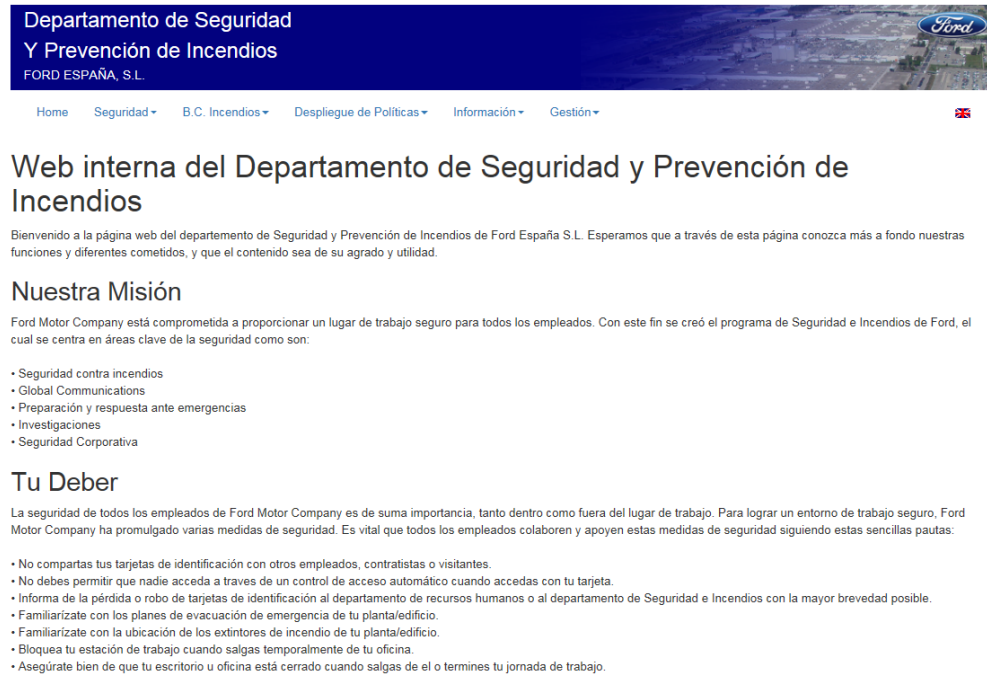 Departamento de Seguridad
Y Prevención de Incendios
FORD ESPAÑA, S.L.
Ford
Home Seguridad B.C. Incendios Despliegue de Políticas Información Gestión
Web interna del Departamento de Seguridad y Prevención de
Incendios
Bienvenido a la página web del departemento de Seguridad y Prevención de Incendios de Ford España S.L. Esperamos que a través de esta página conozca más a fondo nuestras
funciones y diferentes cometidos, y que el contenido sea de su agrado y utilidad.
Nuestra Misión
Ford Motor Company está comprometida a proporcionar un lugar de trabajo seguro para todos los empleados. Con este fin se creó el programa de Seguridad e Incendios de Ford, el
cual se centra en áreas clave de la seguridad como son:
• Seguridad contra incendios
• Global Communications
• Preparación y respuesta ante emergencias
• Investigaciones
• Seguridad Corporativa
Tu Deber
La seguridad de todos los empleados de Ford Motor Company es de suma importancia, tanto dentro como fuera del lugar de trabajo. Para lograr un entorno de trabajo seguro, Ford
Motor Company ha promulgado varias medidas de seguridad. Es vital que todos los empleados colaboren y apoyen estas medidas de seguridad siguiendo estas sencillas pautas:
• No compartas tus tarjetas de identificación con otros empleados, contratistas o visitantes.
• No debes permitir que nadie acceda a traves de un control de acceso automático cuando accedas con tu tarjeta.
• Informa de la pérdida o robo de tarjetas de identificación al departamento de recursos humanos o al departamento de Seguridad e Incendios con la mayor brevedad posible.
• Familiarízate con los planes de evacuación de emergencia de tu planta/edificio.
• Familiarízate con la ubicación de los extintores de incendio de tu planta/edificio.
• Bloquea tu estación de trabajo cuando salgas temporalmente de tu oficina.
• Asegúrate bien de que tu escritorio u oficina está cerrado cuando salgas de el o termines tu jornada de trabajo.